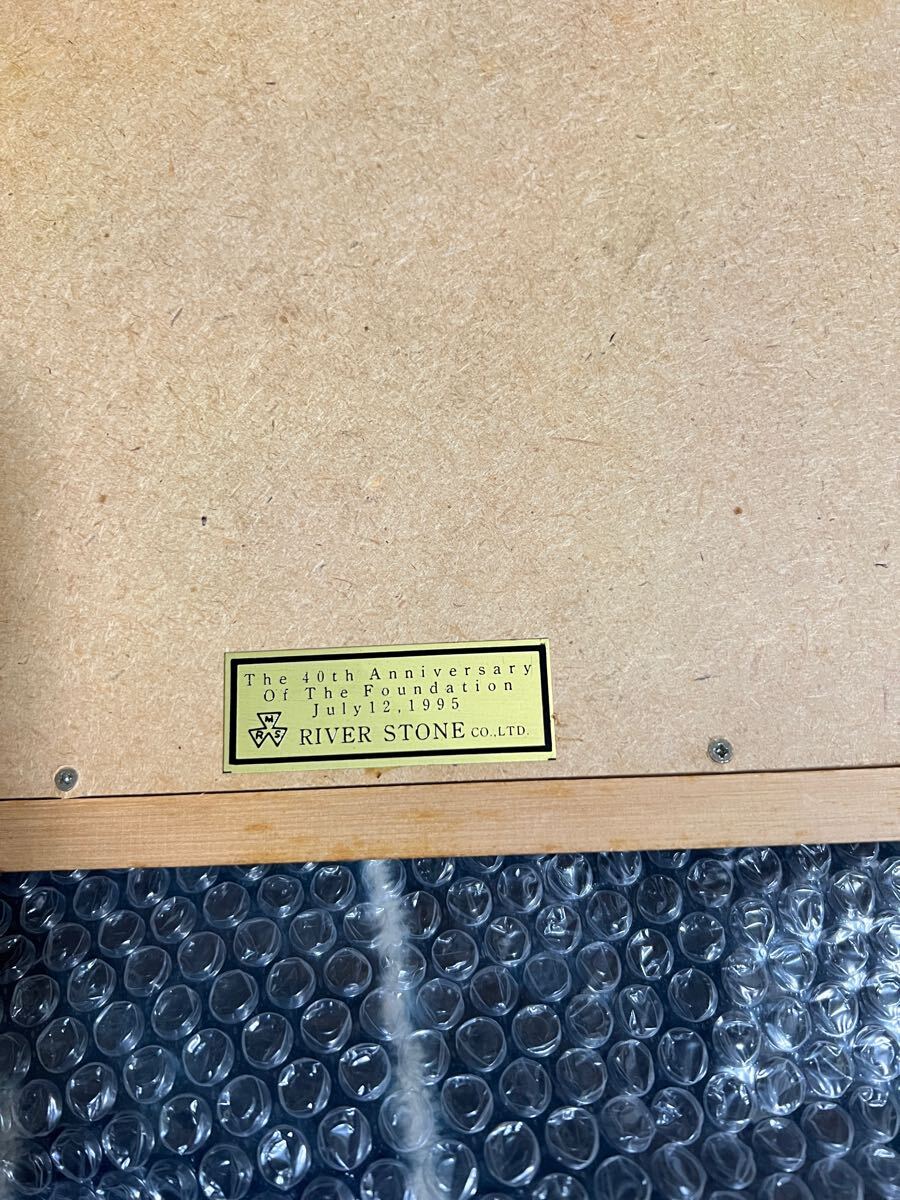 The 40th Anniversary
Of The Foundation
July 12, 1995
M
R S
RIVER STONE CO.,LTD.